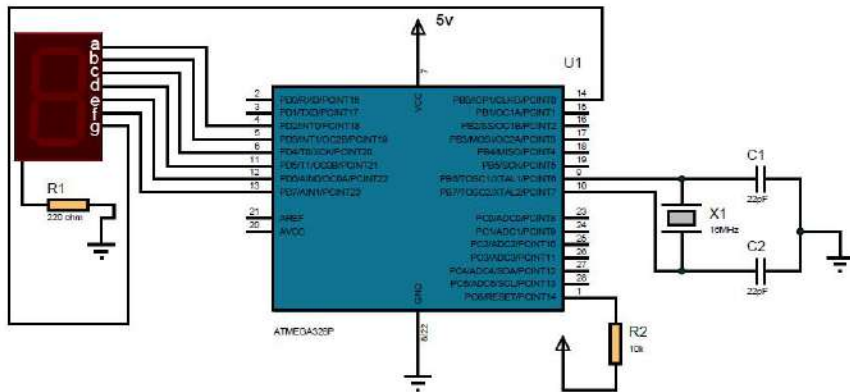 5v
U1
a
b
c
d
e
f
g
R1
220 ohm
2
3
4
5
6
11
12
13
21
20
PD0/RXD/PCINT16
PD1/TXD/PCINT17
PD2/INT0/PCINT18
PD3/INT1/OC2B/PCINT19
PD4/T0/XCK/PCINT20
PD5/T1/OC0B/PCINT21
PD6/AIN0/OC0A/PCINT22
PD7/AIN1/PCINT23
AREF
AVCC
7
VCC
GND
8/22
PB0/ICP1/CLKO/PCINT0
PB1/OC1A/PCINT1
PB2/SS/OC1B/PCINT2
PB3/MOSI/OC2A/PCINT3
PB4/MISO/PCINT4
PB5/SCK/PCINT5
PB6/TOSC1/XTAL1/PCINT6
PB7/TOSC2/XTAL2/PCINT7
PC0/ADC0/PCINT8
PC1/ADC1/PCINT9
PC2/ADC2/PCINT10
PC3/ADC3/PCINT11
PC4/ADC4/SDA/PCINT12
PC5/ADC5/SCL/PCINT13
PC6/RESET/PCINT14
14
15
16
17
18
19
9
10
23
24
25
26
27
28
1
ATMEGA328P
C1
22pF
X1
16MHz
C2
22pF
R2
10k